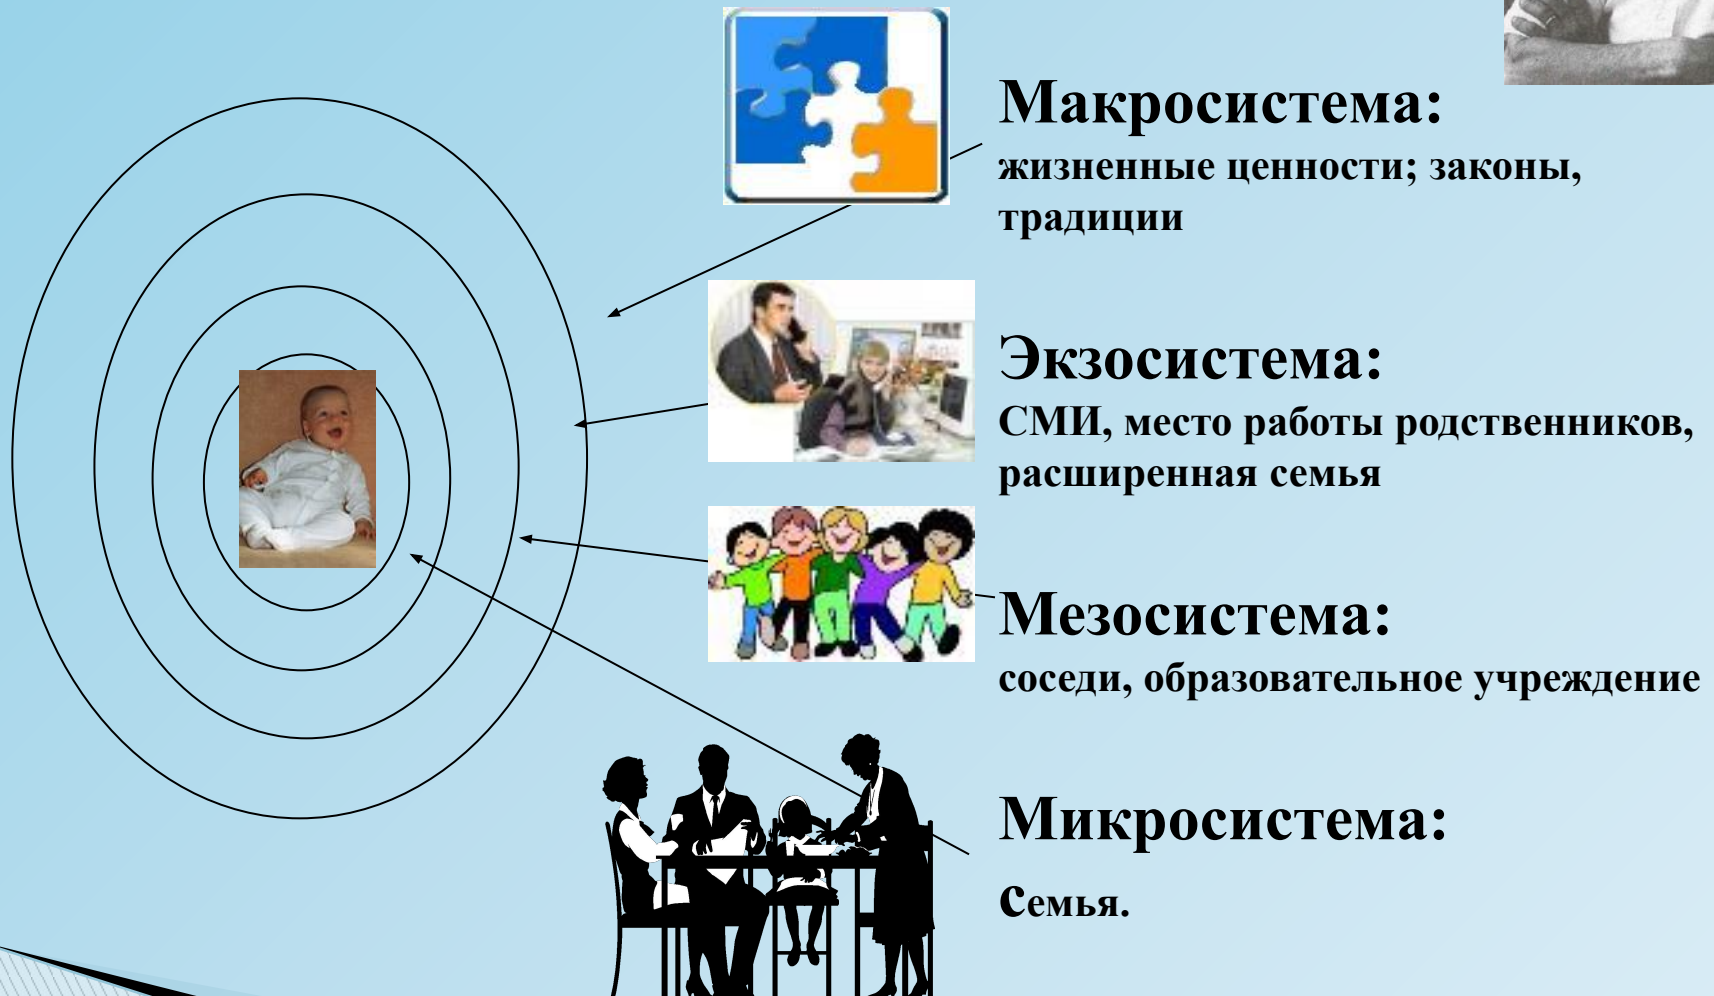 Макросистема:
жизненные ценности; законы,
традиции
Экзосистема:
СМИ, место работы родственников,
расширенная семья
Мезосистема:
соседи, образовательное учреждение
Микросистема:
семья.